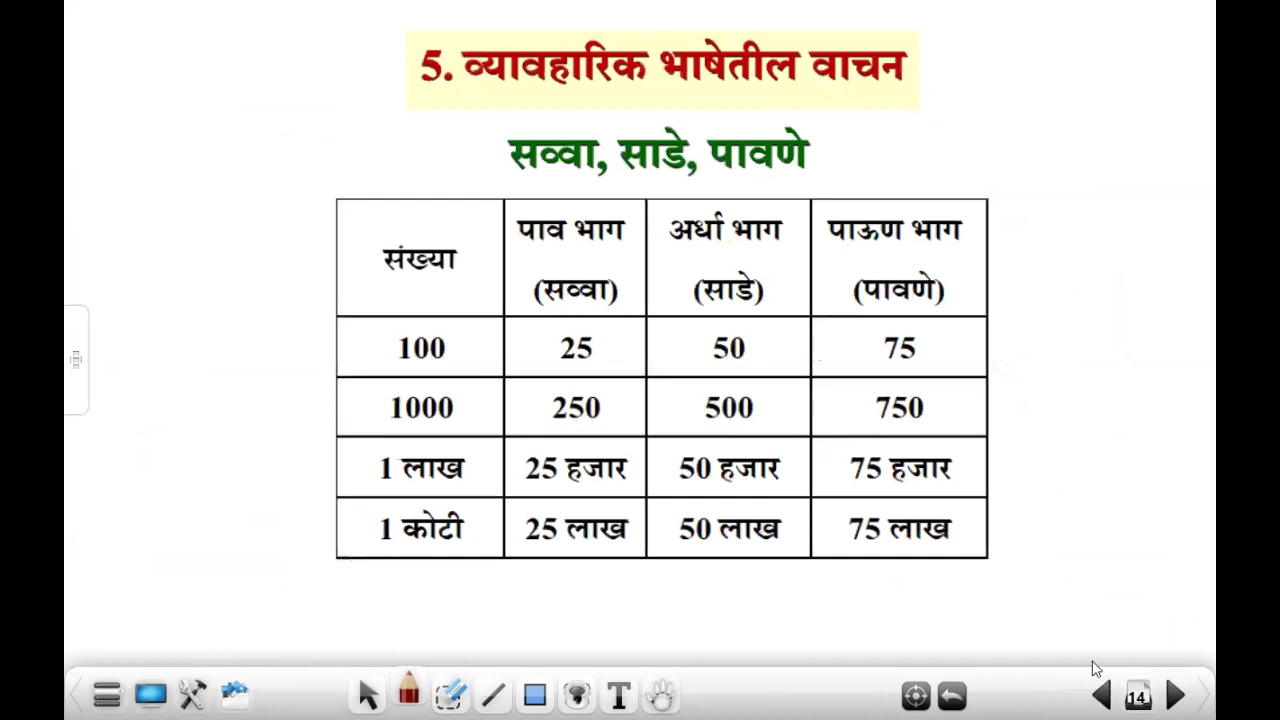 5. व्यावहारिक भाषेतील वाचन
सव्वा, साडे, पावणे
संख्या पाव भाग (सव्वा) अर्धा भाग (साडे) पाऊण भाग (पावणे)
100 25 50 75
1000 250 500 750
1 लाख 25 हजार 50 हजार 75 हजार
1 कोटी 25 लाख 50 लाख 75 लाख
T
14